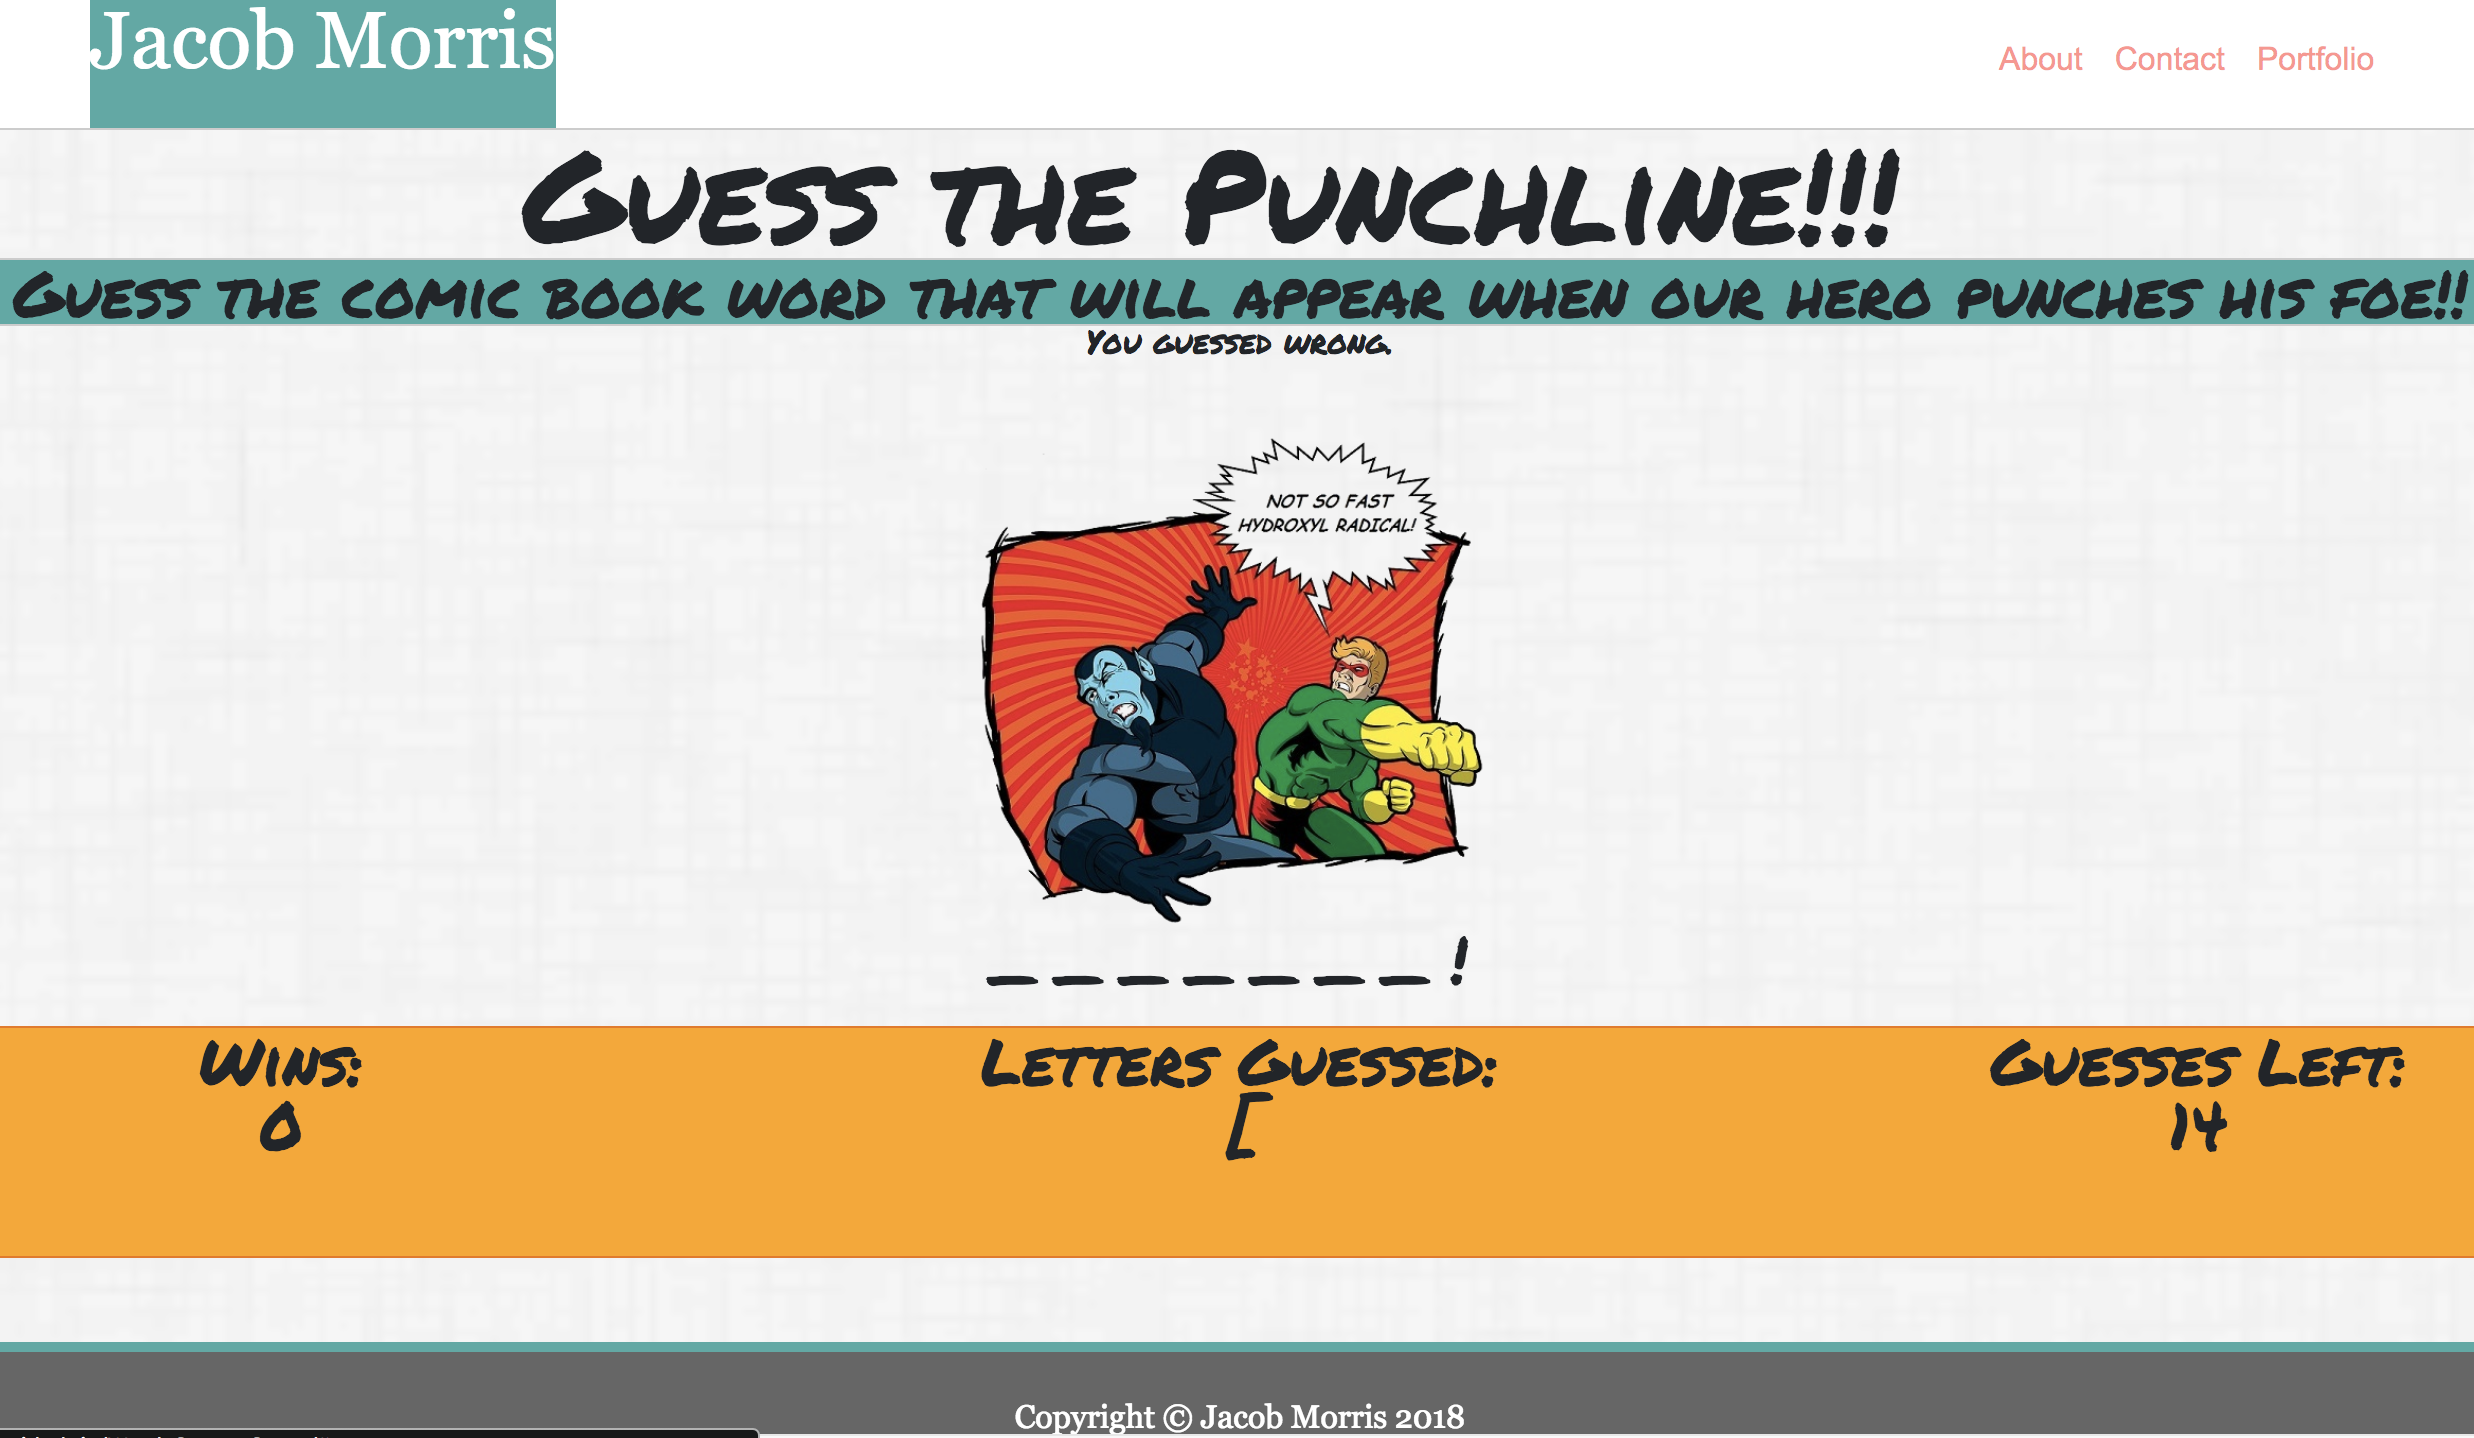 Jacob Morris
About Contact Portfolio
Guess the Punchline!!!
Guess the comic book word that will appear when our hero punches his foe!!
You guessed wrong.
NOT SO FAST
HYDROXYL RADICAL!
_ _ _ _ _ _ _ !
Wins:
0
Letters Guessed:
[
Guesses Left:
14
Copyright © Jacob Morris 2018